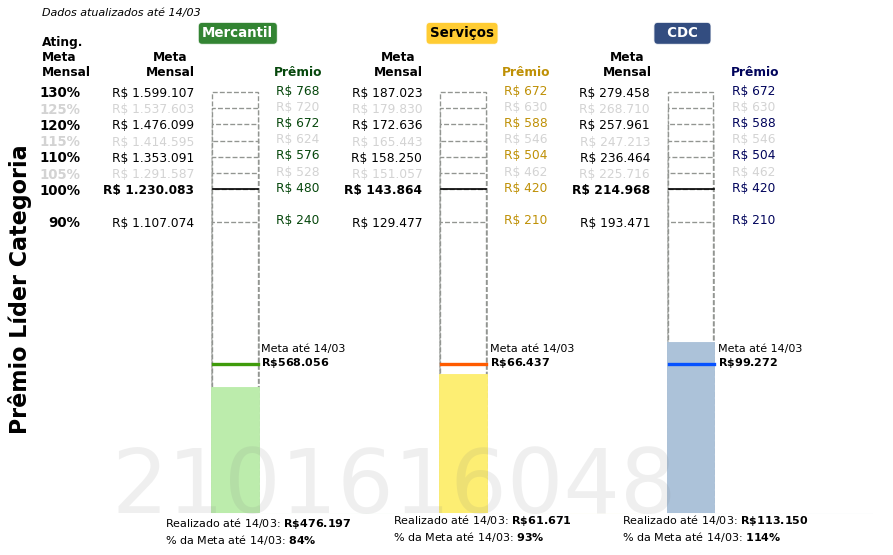 Dados atualizados até 14/03
Mercantil Serviços CDC
Ating. Meta Mensal
Meta Mensal Prêmio Meta Mensal Prêmio Meta Mensal Prêmio
130% R$ 1.599.107 R$ 768 R$ 187.023 R$ 672 R$ 279.458 R$ 672
125% R$ 1.537.603 R$ 720 R$ 179.830 R$ 630 R$ 268.710 R$ 630
120% R$ 1.476.099 R$ 672 R$ 172.636 R$ 588 R$ 257.961 R$ 588
115% R$ 1.414.595 R$ 624 R$ 165.443 R$ 546 R$ 247.213 R$ 546
110% R$ 1.353.091 R$ 576 R$ 158.250 R$ 504 R$ 236.464 R$ 504
105% R$ 1.291.587 R$ 528 R$ 151.057 R$ 462 R$ 225.716 R$ 462
100% R$ 1.230.083 R$ 480 R$ 143.864 R$ 420 R$ 214.968 R$ 420
90% R$ 1.107.074 R$ 240 R$ 129.477 R$ 210 R$ 193.471 R$ 210
Prêmio Líder Categoria
Meta até 14/03 Meta até 14/03 Meta até 14/03
R$568.056 R$66.437 R$99.272
2101616048
Realizado até 14/03: R$476.197 Realizado até 14/03: R$61.671 Realizado até 14/03: R$113.150
% da Meta até 14/03: 84% % da Meta até 14/03: 93% % da Meta até 14/03: 114%